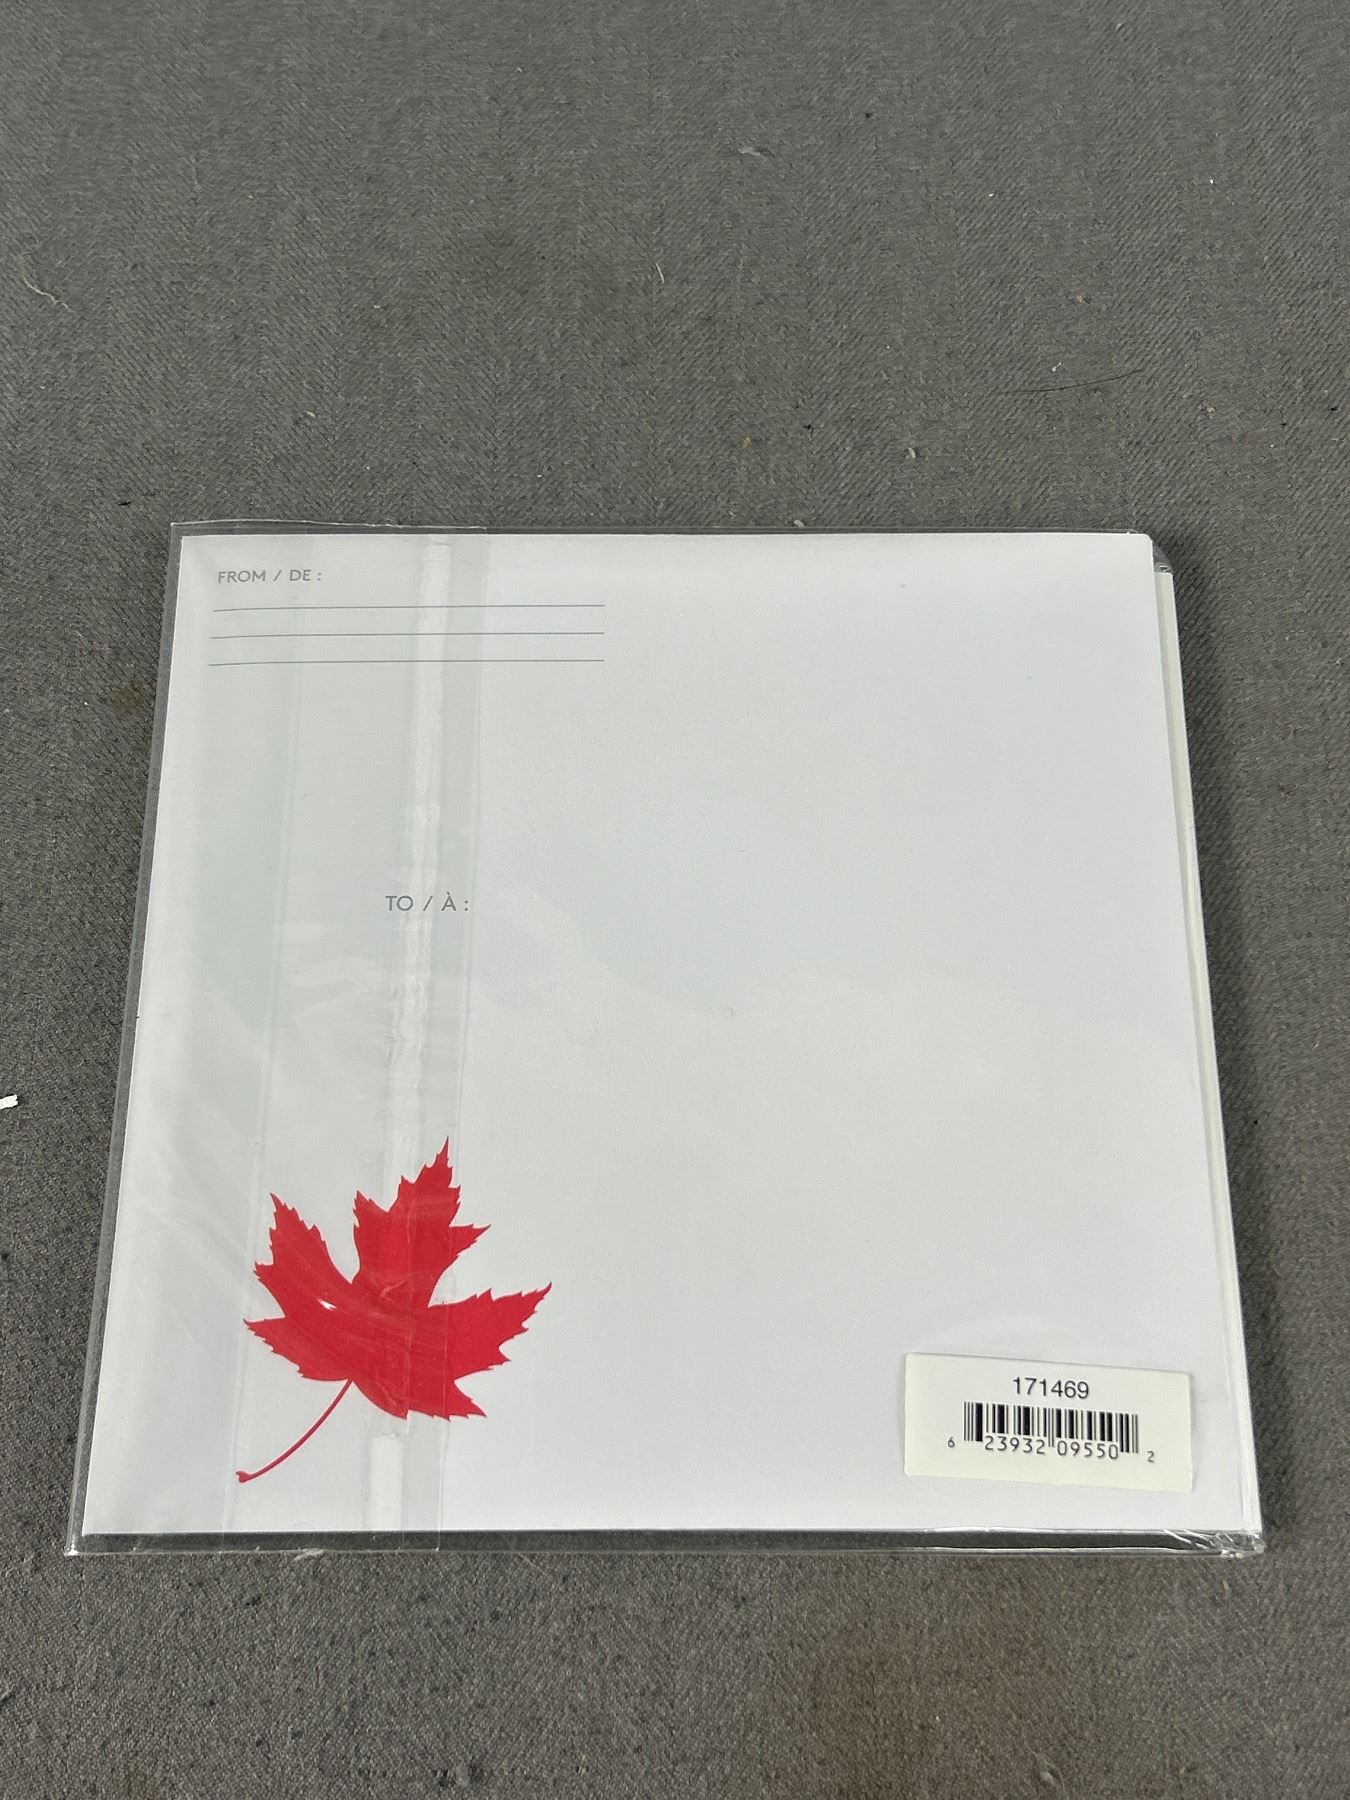 FROM / DE :
TO / À :
171469
6 23932 09550 2